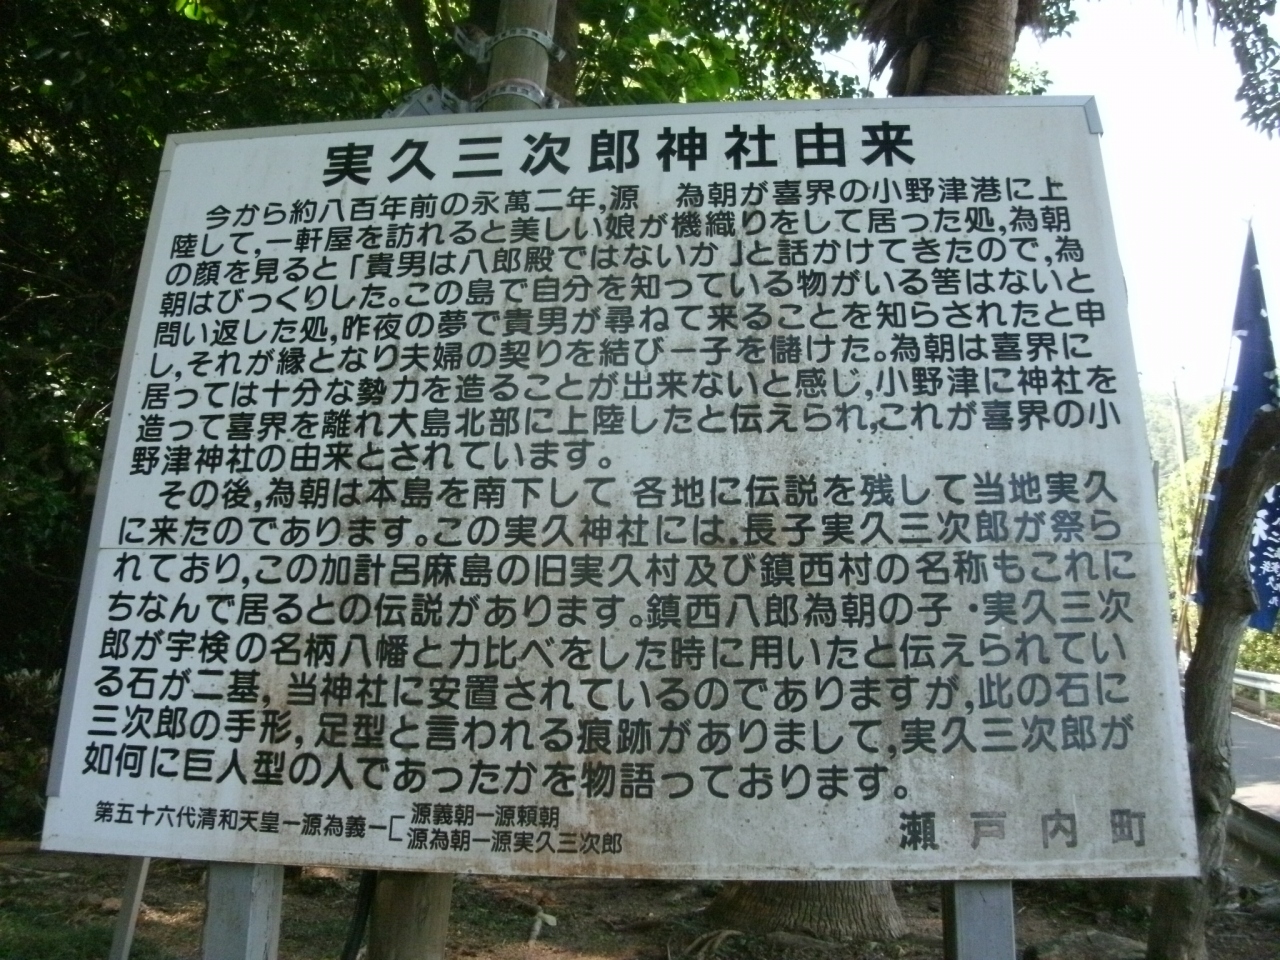 実久三次郎神社由来
今から約八百年前の永萬二年,源　為朝が喜界の小野津港に上
陸して,一軒屋を訪れると美しい娘が機織りをして居った処,為朝
の顔を見ると「貴男は八郎殿ではないか」と話かけてきたので,為
朝はびっくりした。この島で自分を知っている物がいる筈はないと
問い返した処,昨夜の夢で貴男が尋ねて来ることを知らされたと申
し,それが縁となり夫婦の契りを結び一子を儲けた。為朝は喜界に
居っては十分な勢力を造ることが出来ないと感じ,小野津に神社を
造って喜界を離れ大島北部に上陸したと伝えられ,これが喜界の小
野津神社の由来とされています。
その後,為朝は本島を南下して 各地に伝説を残して当地実久
に来たのであります。この実久神社には,長子実久三次郎が祭ら
れており,この加計呂麻島の旧実久村及び鎮西村の名称もこれに
ちなんで居るとの伝説があります。鎮西八郎為朝の子・実久三次
郎が宇検の名柄八幡と力比べをした時に用いたと伝えられてい
る石が二基, 当神社に安置されているのでありますが,此の石に
三次郎の手形, 足型と言われる痕跡がありまして,実久三次郎が
如何に巨人型の人であったかを物語っております。
第五十六代清和天皇ー源為義ー[源義朝ー源頼朝
源為朝ー源実久三次郎
瀬戸内町